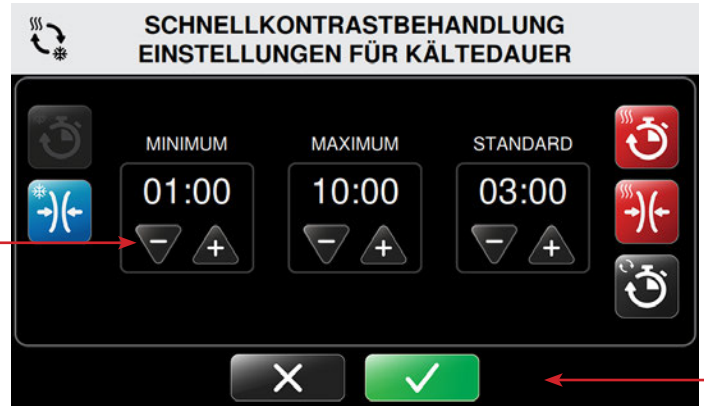 SCHNELLKONTRASTBEHANDLUNG
EINSTELLUNGEN FÜR KÄLTEDAUER
MINIMUM MAXIMUM STANDARD
01:00 10:00 03:00
- + - + - +